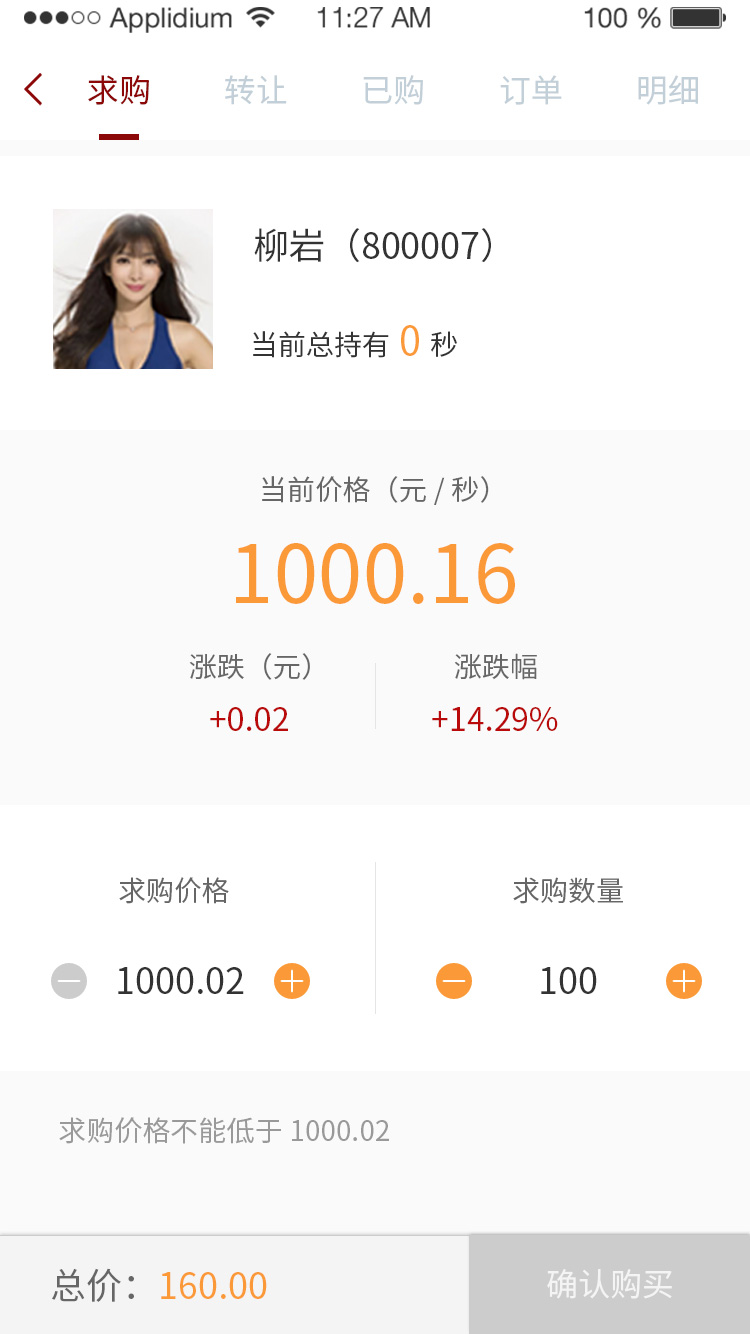 Applidium 11:27 AM 100 %
求购 转让 已购 订单 明细
柳岩（800007）
当前总持有 0 秒
当前价格（元 / 秒）
1000.16
涨跌（元） 涨跌幅
+0.02 +14.29%
求购价格 求购数量
1000.02 100
求购价格不能低于 1000.02
总价：160.00 确认购买